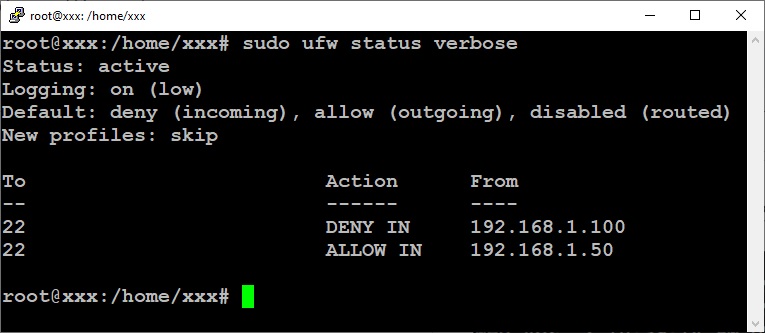 root@xxx: /home/xxx
root@xxx:/home/xxx# sudo ufw status verbose
Status: active
Logging: on (low)
Default: deny (incoming), allow (outgoing), disabled (routed)
New profiles: skip
To                         Action      From
--                         ------      ----
22                         DENY IN     192.168.1.100
22                         ALLOW IN    192.168.1.50
root@xxx:/home/xxx#